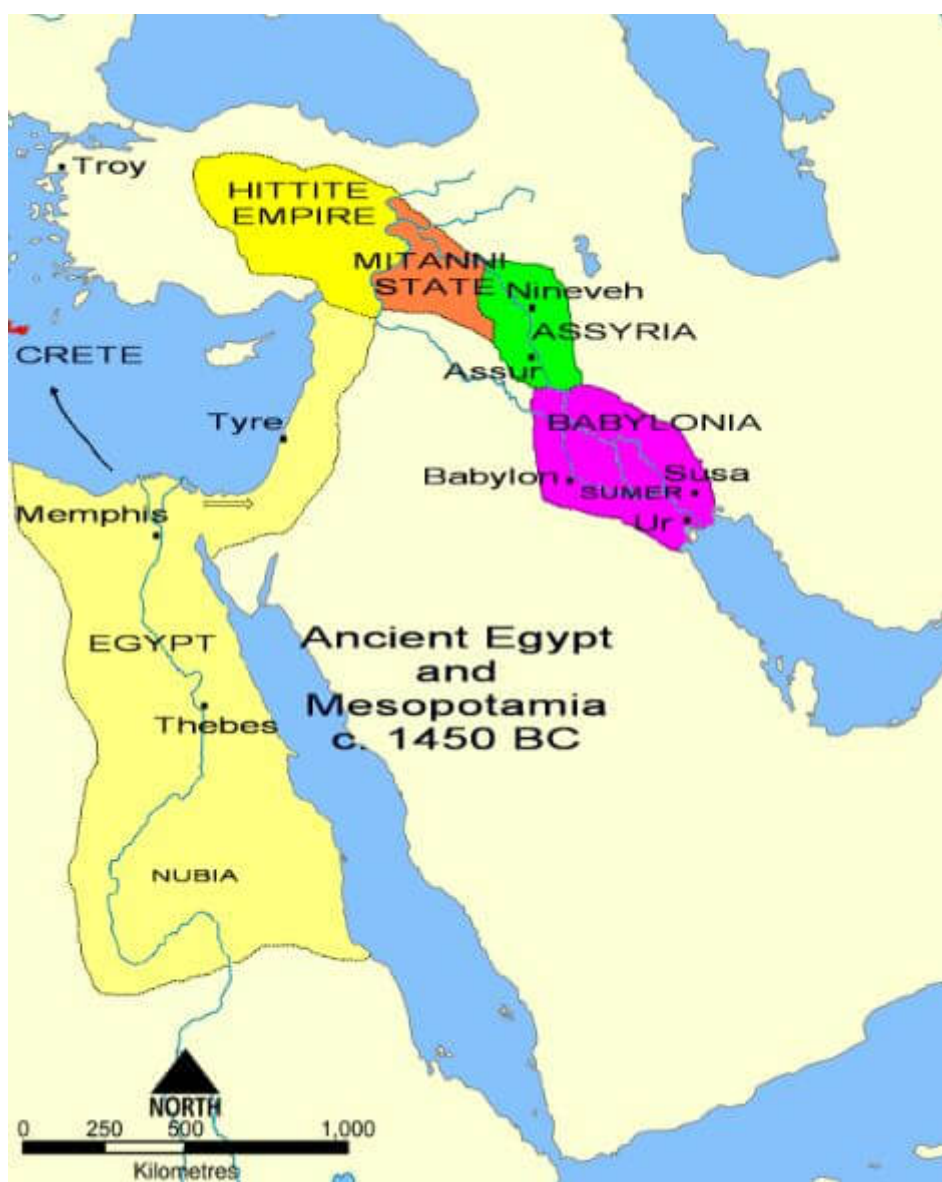 Troy
HITTITE
EMPIRE
MITANNI
STATE
Nineveh
ASSYRIA
Assur
CRETE
Tyre
BABYLONIA
Babylon
Susa
SUMER
Ur
Memphis
EGYPT
Thebes
Ancient Egypt
and
Mesopotamia
c. 1450 BC
NUBIA
NORTH
0 250 500 1,000
Kilometres